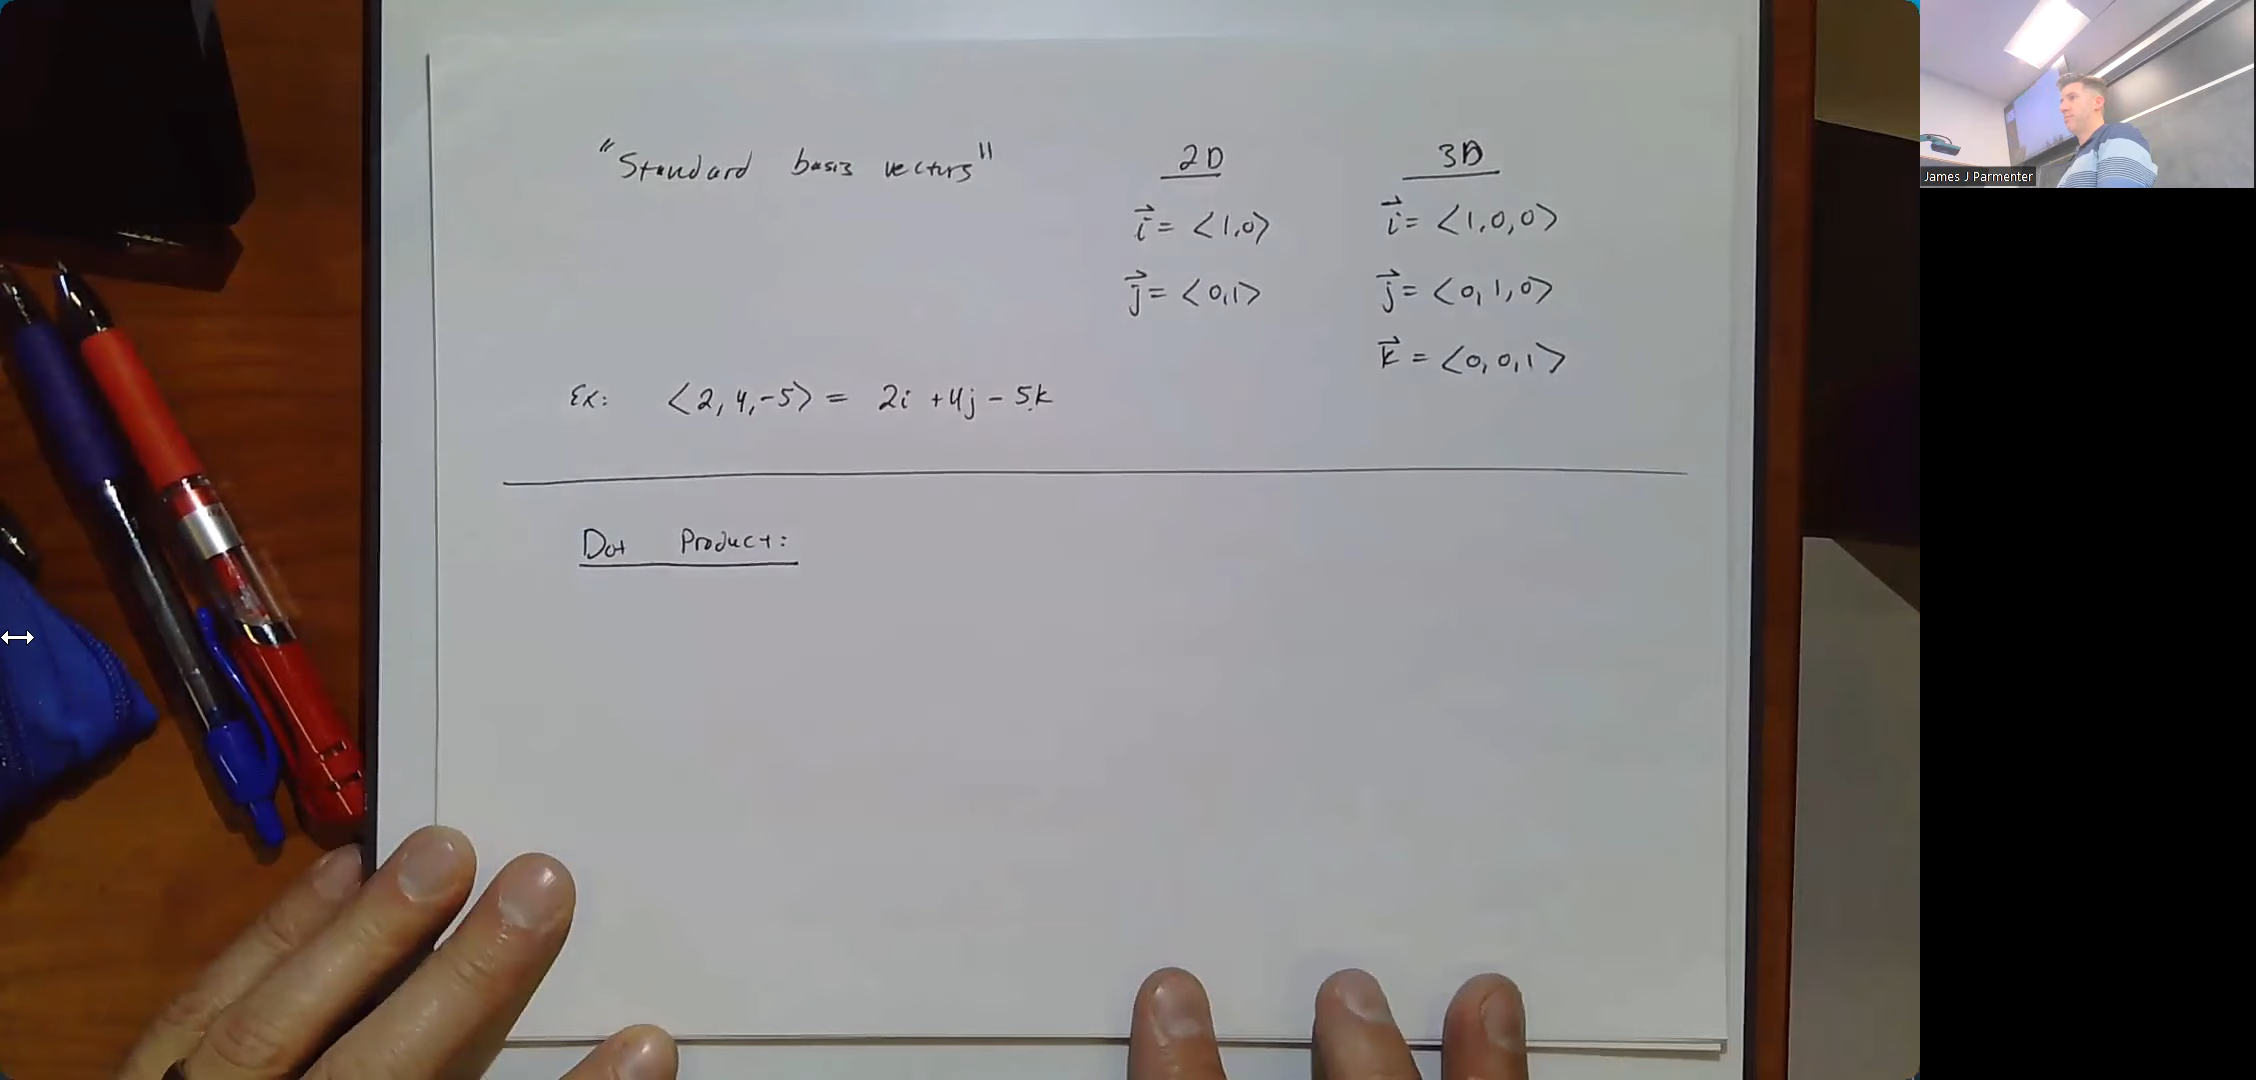 "Standard basis vectors"
2D
3D
i⃗ = <1,0>
i⃗ = <1,0,0>
j⃗ = <0,1>
j⃗ = <0,1,0>
k⃗ = <0,0,1>
Ex: <2,4,-5> = 2i + 4j - 5k
Dot Product:
James J Parmenter